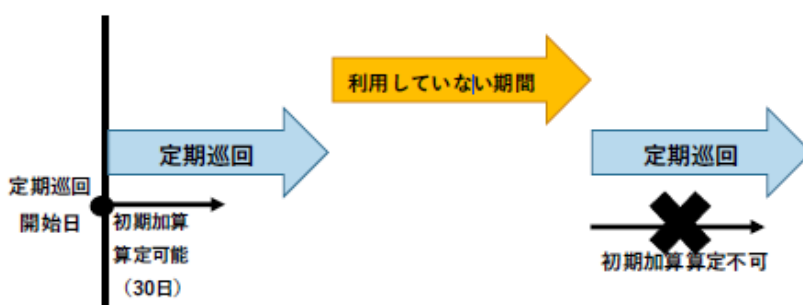 利用していない期間
定期巡回
定期巡回
定期巡回
開始日
初期加算
算定可能
（30日）
初期加算算定不可